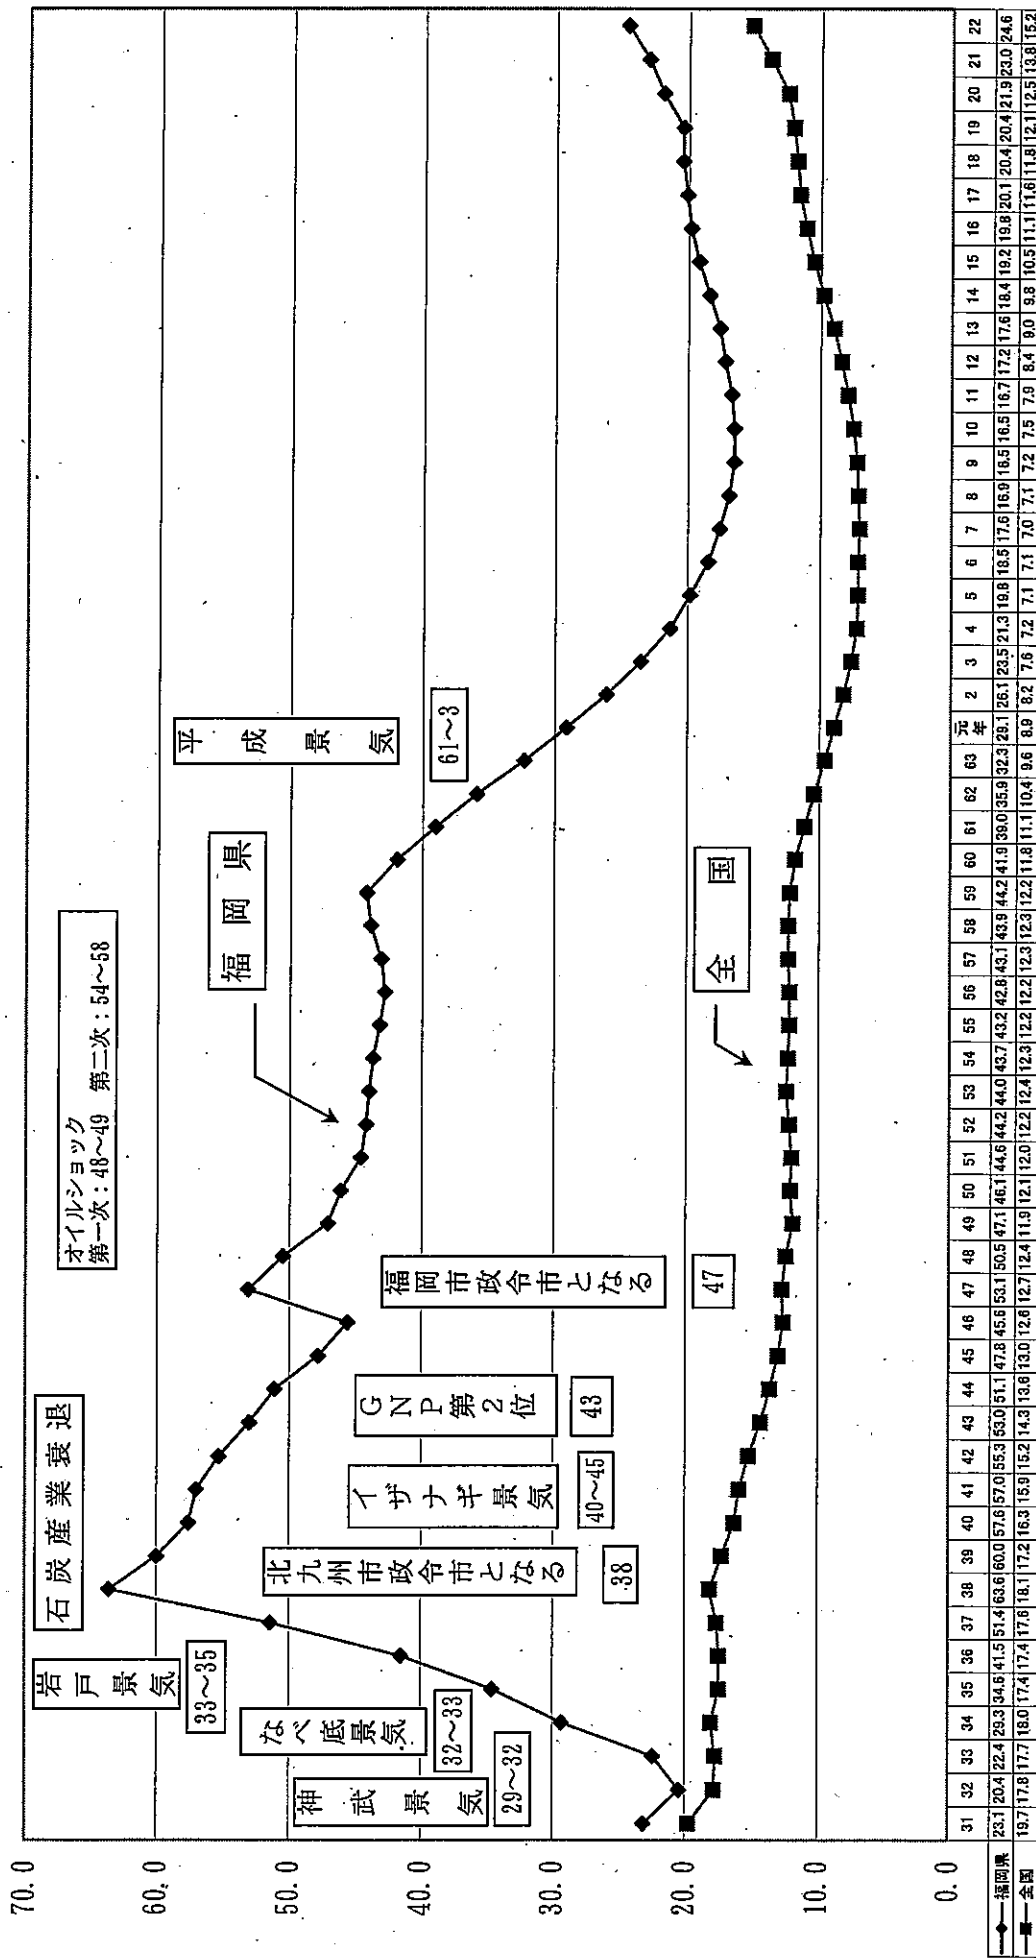 70.0
60.0
50.0
40.0
30.0
20.0
10.0
0.0
石炭産業衰退
オイルショック
第一次：48～49　第二次：54～58
岩戸景気
33～35
なべ底景気
32～33
神武景気
29～32
北九州市政令市となる
38
イザナギ景気
40～45
GNP第2位
43
福岡市政令市となる
47
福岡県
平成景気
61～3
全国
31 32 33 34 35 36 37 38 39 40 41 42 43 44 45 46 47 48 49 50 51 52 53 54 55 56 57 58 59 60 61 62 63 元年 2 3 4 5 6 7 8 9 10 11 12 13 14 15 16 17 18 19 20 21 22
福岡県 23.1 20.4 22.4 29.3 34.6 41.5 51.4 63.6 60.0 57.6 57.0 55.3 53.0 51.1 47.8 45.6 53.1 50.5 47.1 46.1 44.6 44.2 44.0 43.7 43.2 42.8 43.1 43.9 44.2 41.9 39.0 35.9 32.3 29.1 26.1 23.5 21.3 19.8 18.5 17.6 16.9 16.5 16.5 16.7 17.2 17.6 18.4 19.2 19.8 20.1 20.4 20.4 21.9 23.0 24.6
全国 19.7 17.8 17.7 18.0 17.4 17.4 17.6 18.1 17.2 16.3 15.9 15.2 14.3 13.6 13.0 12.6 12.7 12.4 11.9 12.1 12.0 12.2 12.4 12.3 12.2 12.2 12.3 12.3 12.2 11.8 11.1 10.4 9.6 8.9 8.2 7.6 7.2 7.1 7.1 7.0 7.1 7.2 7.5 7.9 8.4 9.0 9.8 10.5 11.1 11.6 11.8 12.1 12.5 13.8 15.2